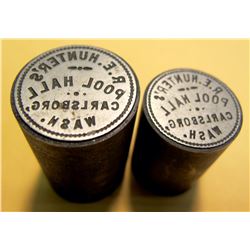 R.E. HUNTER'S
POOL HALL
CARLSBORG,
WASH.
R.E. HUNTER'S
POOL HALL
CARLSBORG,
WASH.